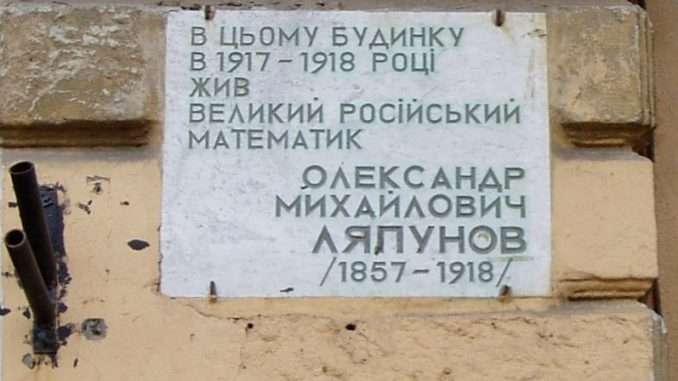 В ЦЬОМУ БУДИНКУ
В 1917 – 1918 РОЦІ
ЖИВ
ВЕЛИКИЙ РОСІЙСЬКИЙ
МАТЕМАТИК
ОЛЕКСАНДР
МИХАЙЛОВИЧ
ЛЯПУНОВ
/1857 – 1918/